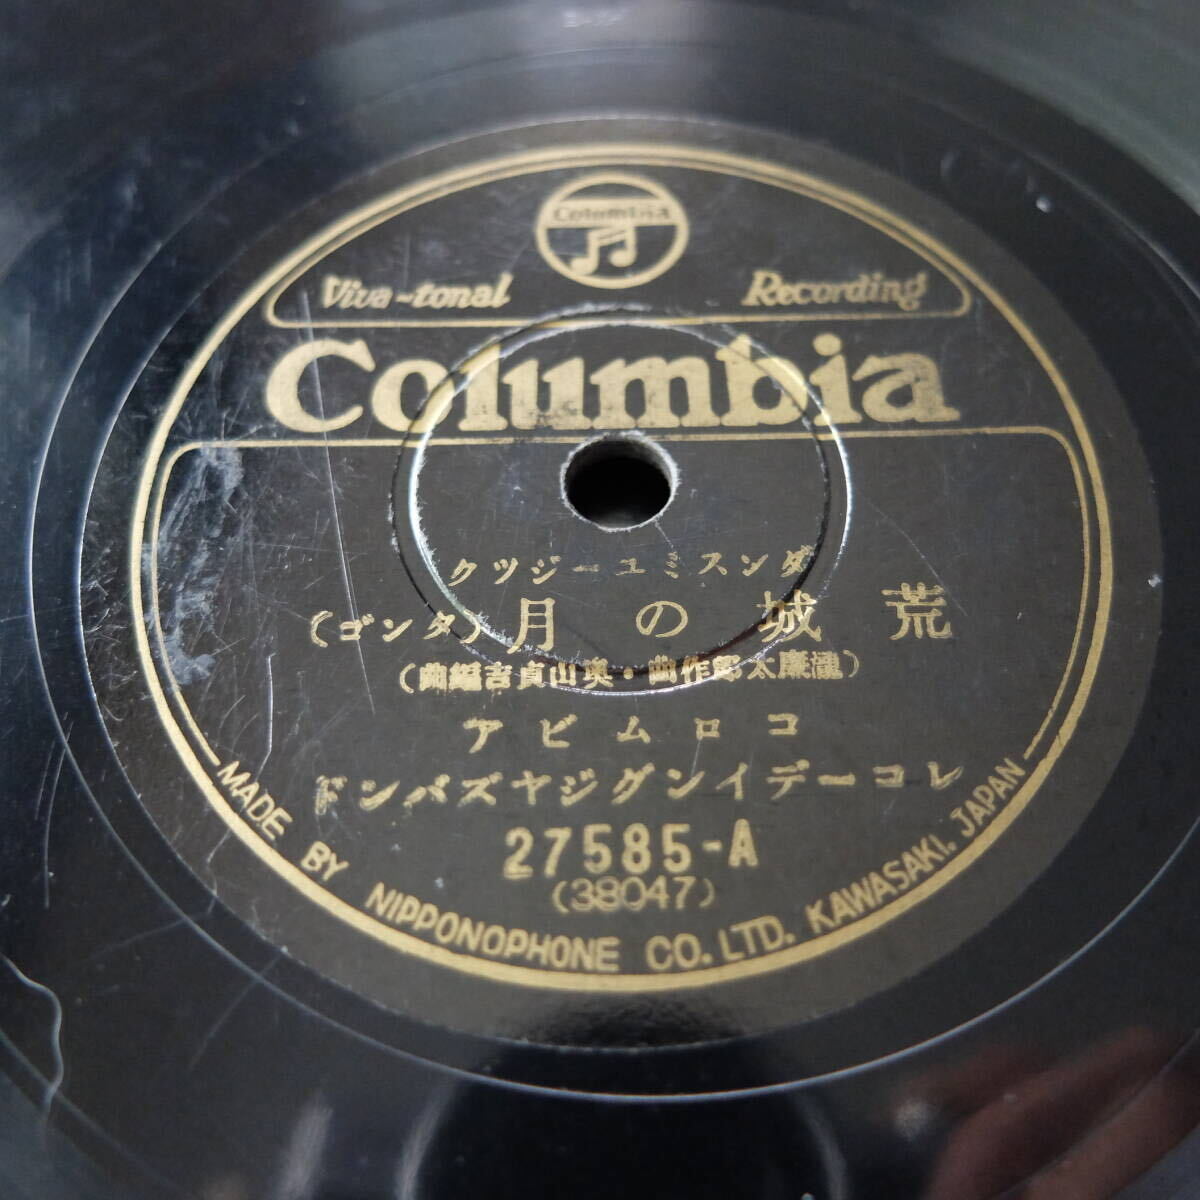 Columbia
Viva-tonal Recording
Columbia
ダンスミユージツク
荒城の月(タンゴ)
(瀧廉太郎作曲・奥山貞吉編曲)
コロムビア
レコーデイングジヤズバンド
27585-A
(38047)
MADE BY NIPPONOPHONE CO. LTD. KAWASAKI, JAPAN